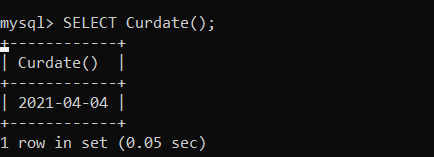 mysql> SELECT Curdate();
+------------+
| Curdate()  |
+------------+
| 2021-04-04 |
+------------+
1 row in set (0.05 sec)